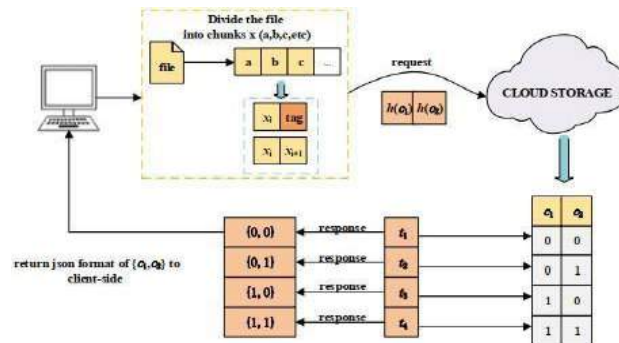 Divide the file
into chunks x (a,b,c,etc)
file
a b c ...
xᵢ tag
xᵢ xᵢ₊₁
request
h(c₁) h(c₂)
CLOUD STORAGE
c₁ c₂
0 0
0 1
1 0
1 1
{0, 0} response t₁
{0, 1} response t₂
{1, 0} response t₃
{1, 1} response t₄
return json format of {c₁,c₂} to
client-side